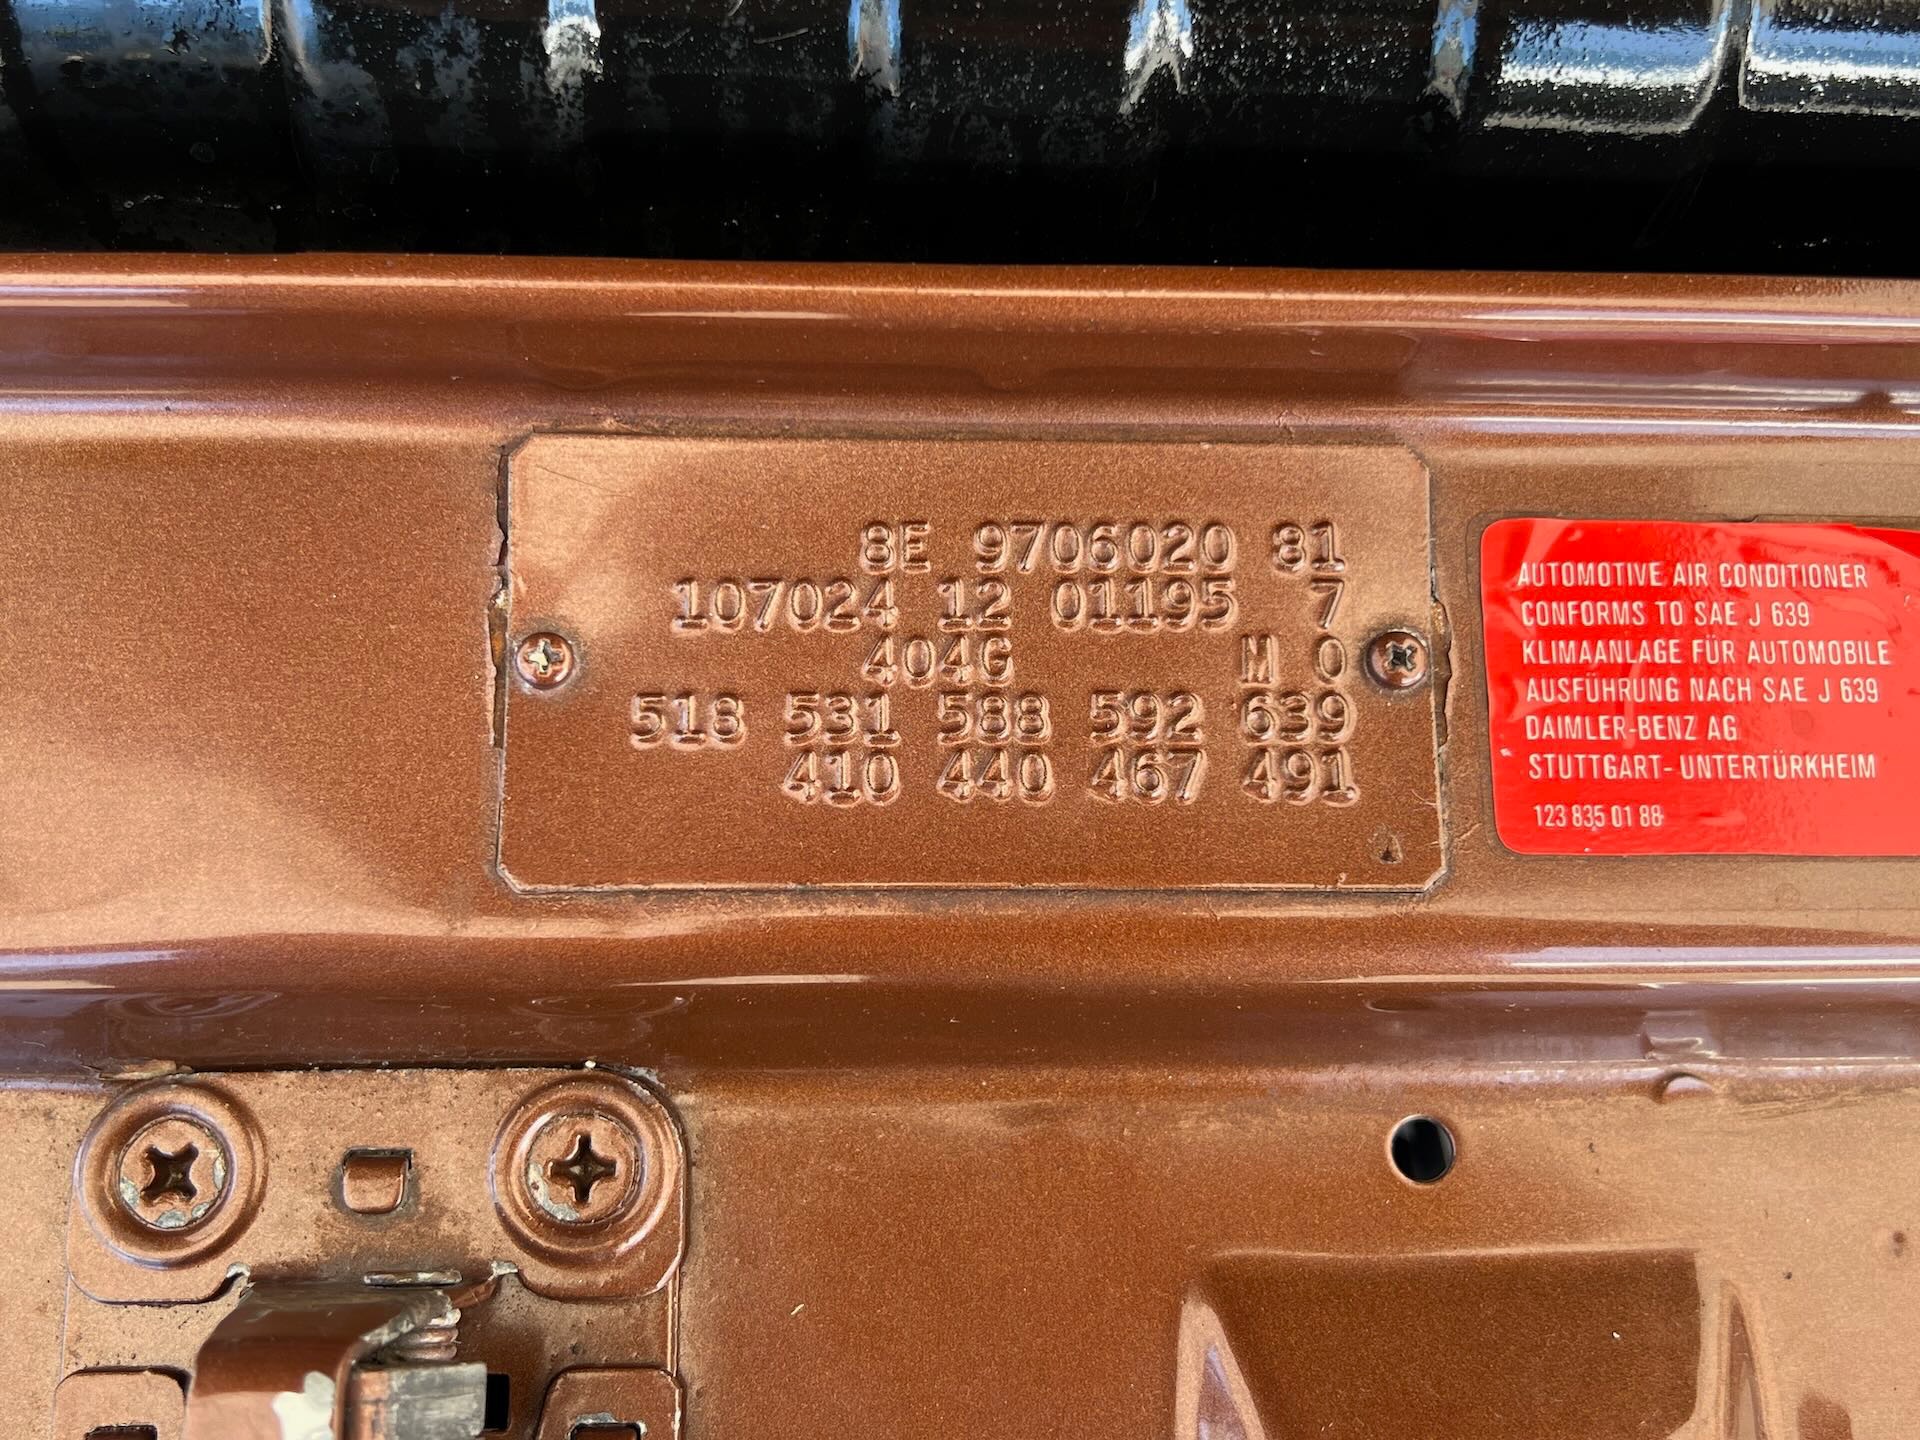 8E 9706020 81
107024 12 01195 7
404G M 0
518 531 588 592 639
410 440 467 491
AUTOMOTIVE AIR CONDITIONER
CONFORMS TO SAE J 639
KLIMAANLAGE FÜR AUTOMOBILE
AUSFÜHRUNG NACH SAE J 639
DAIMLER-BENZ AG
STUTTGART-UNTERTÜRKHEIM
123 835 01 88